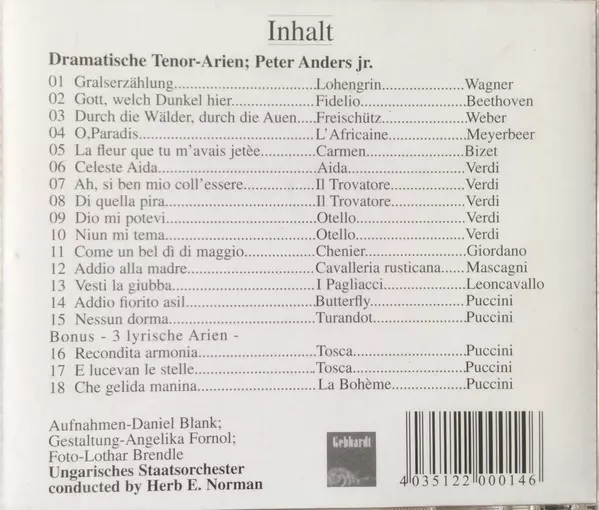 Inhalt
Dramatische Tenor-Arien; Peter Anders jr.
01 Gralserzählung....................Lohengrin...............Wagner
02 Gott, welch Dunkel hier...............Fidelio....................Beethoven
03 Durch die Wälder, durch die Auen....Freischütz..............Weber
04 O,Paradis..............................L'Africaine..............Meyerbeer
05 La fleur que tu m'avais jetèe.........Carmen...................Bizet
06 Celeste Aida...........................Aida.......................Verdi
07 Ah, si ben mio coll'essere.............Il Trovatore.............Verdi
08 Di quella pira.........................Il Trovatore.............Verdi
09 Dio mi potevi..........................Otello....................Verdi
10 Niun mi tema...........................Otello....................Verdi
11 Come un bel dì di maggio..............Chenier..................Giordano
12 Addio alla madre.......................Cavalleria rusticana....Mascagni
13 Vesti la giubba........................I Pagliacci...............Leoncavallo
14 Addio fiorito asil.....................Butterfly.................Puccini
15 Nessun dorma...........................Turandot.................Puccini
Bonus - 3 lyrische Arien -
16 Recondita armonia.....................Tosca.....................Puccini
17 E lucevan le stelle....................Tosca.....................Puccini
18 Che gelida manina.....................La Bohème..............Puccini
Aufnahmen-Daniel Blank;
Gestaltung-Angelika Fornol;
Foto-Lothar Brendle
Ungarisches Staatsorchester
conducted by Herb E. Norman
Gebhardt
4 035122 000146